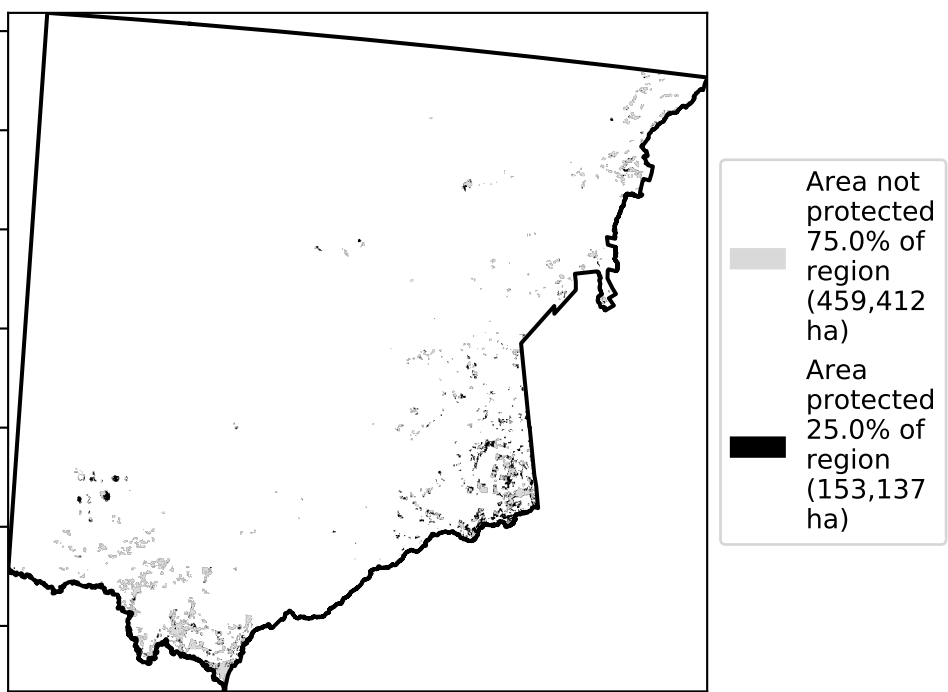 Area not
protected
75.0% of
region
(459,412
ha)
Area
protected
25.0% of
region
(153,137
ha)